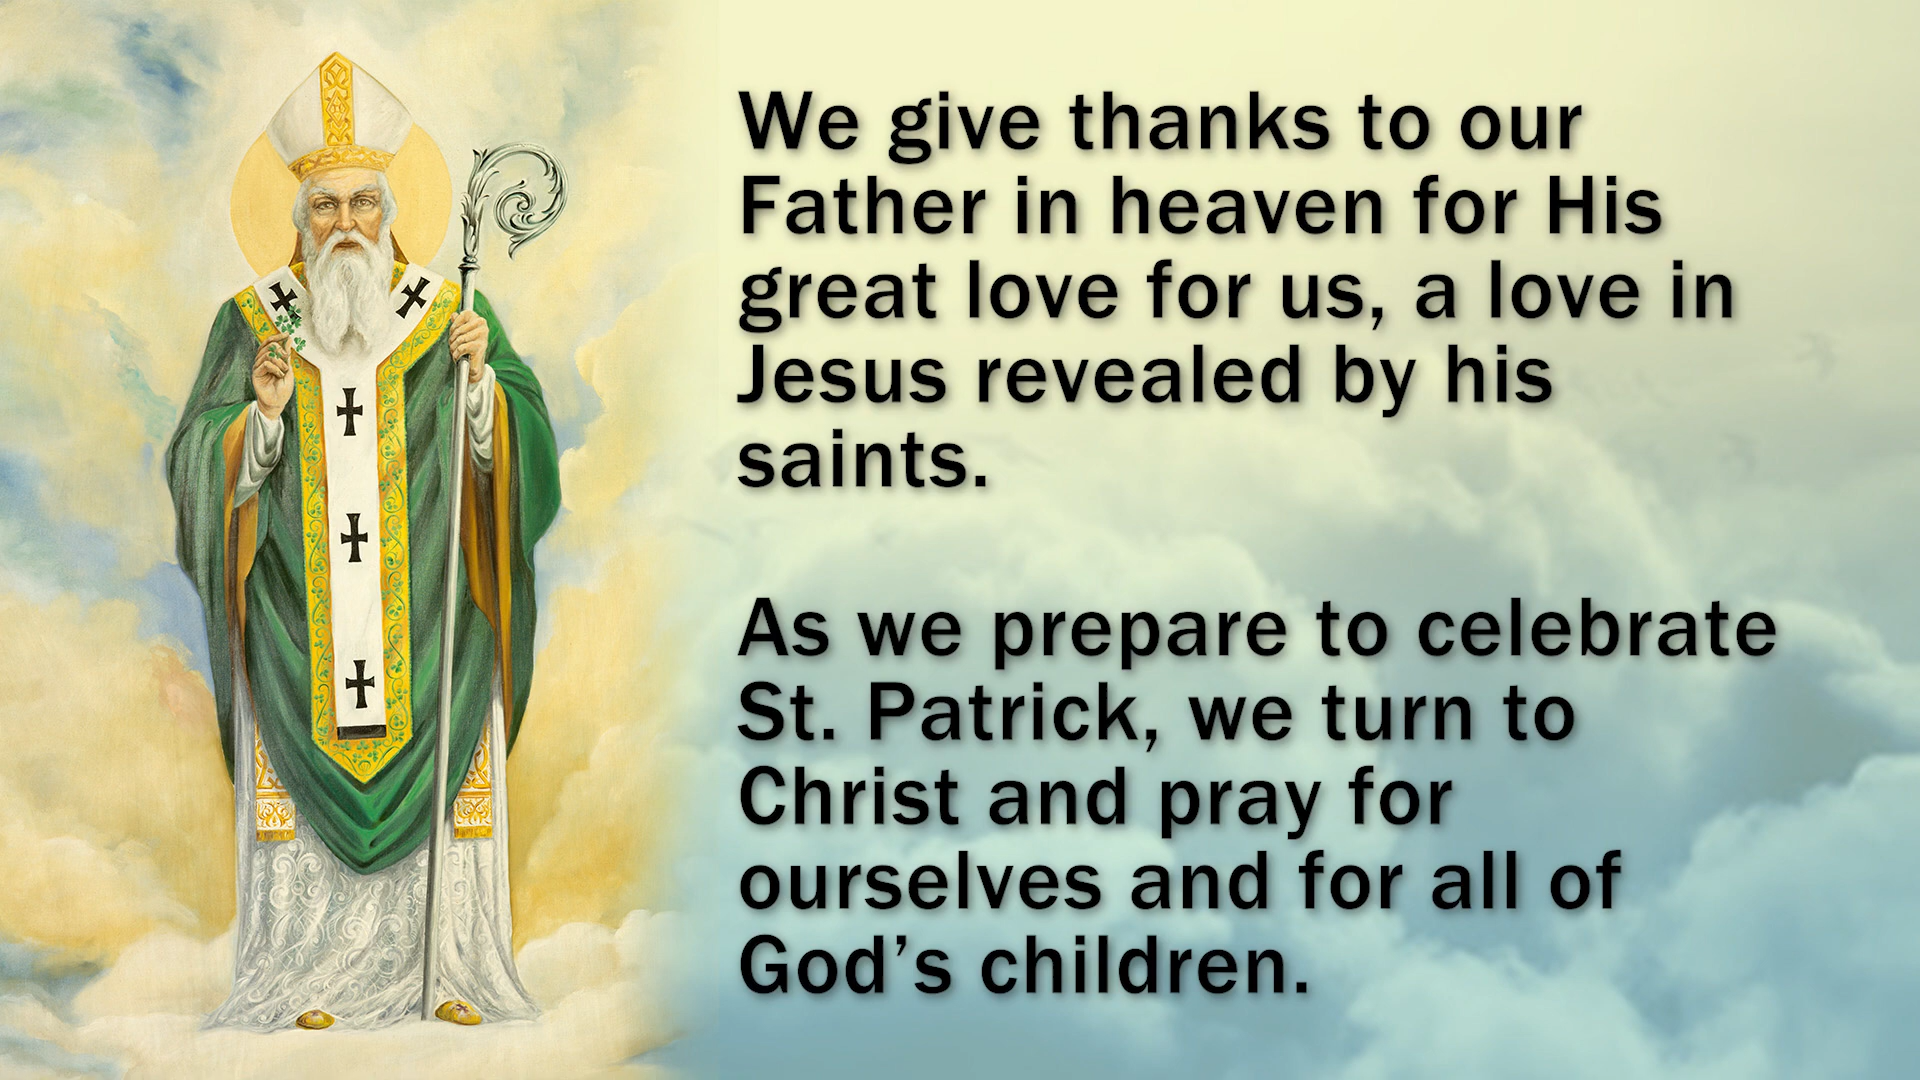 We give thanks to our
Father in heaven for His
great love for us, a love in
Jesus revealed by his
saints.
As we prepare to celebrate
St. Patrick, we turn to
Christ and pray for
ourselves and for all of
God’s children.